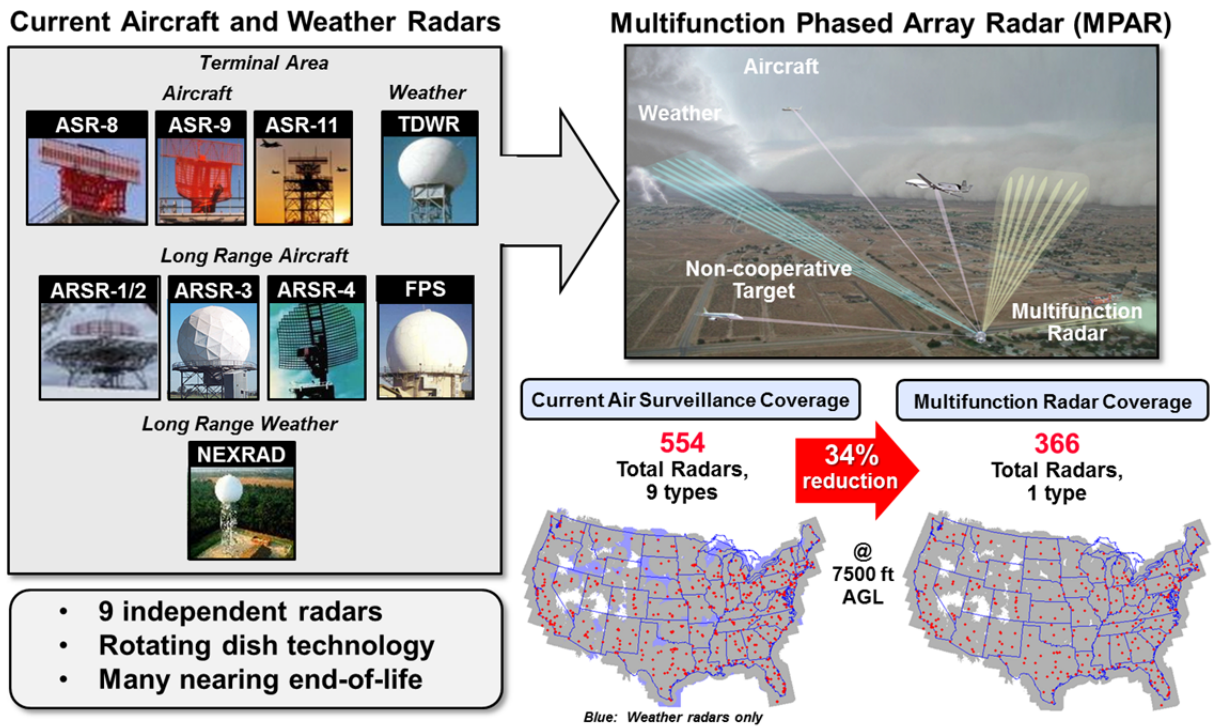 Current Aircraft and Weather Radars
Terminal Area
Aircraft
Weather
ASR-8
ASR-9
ASR-11
TDWR
Long Range Aircraft
ARSR-1/2
ARSR-3
ARSR-4
FPS
Long Range Weather
NEXRAD
• 9 independent radars
• Rotating dish technology
• Many nearing end-of-life
Multifunction Phased Array Radar (MPAR)
Aircraft
Weather
Non-cooperative
Target
Multifunction
Radar
Current Air Surveillance Coverage
554
Total Radars,
9 types
34%
reduction
Multifunction Radar Coverage
366
Total Radars,
1 type
@
7500 ft
AGL
Blue: Weather radars only